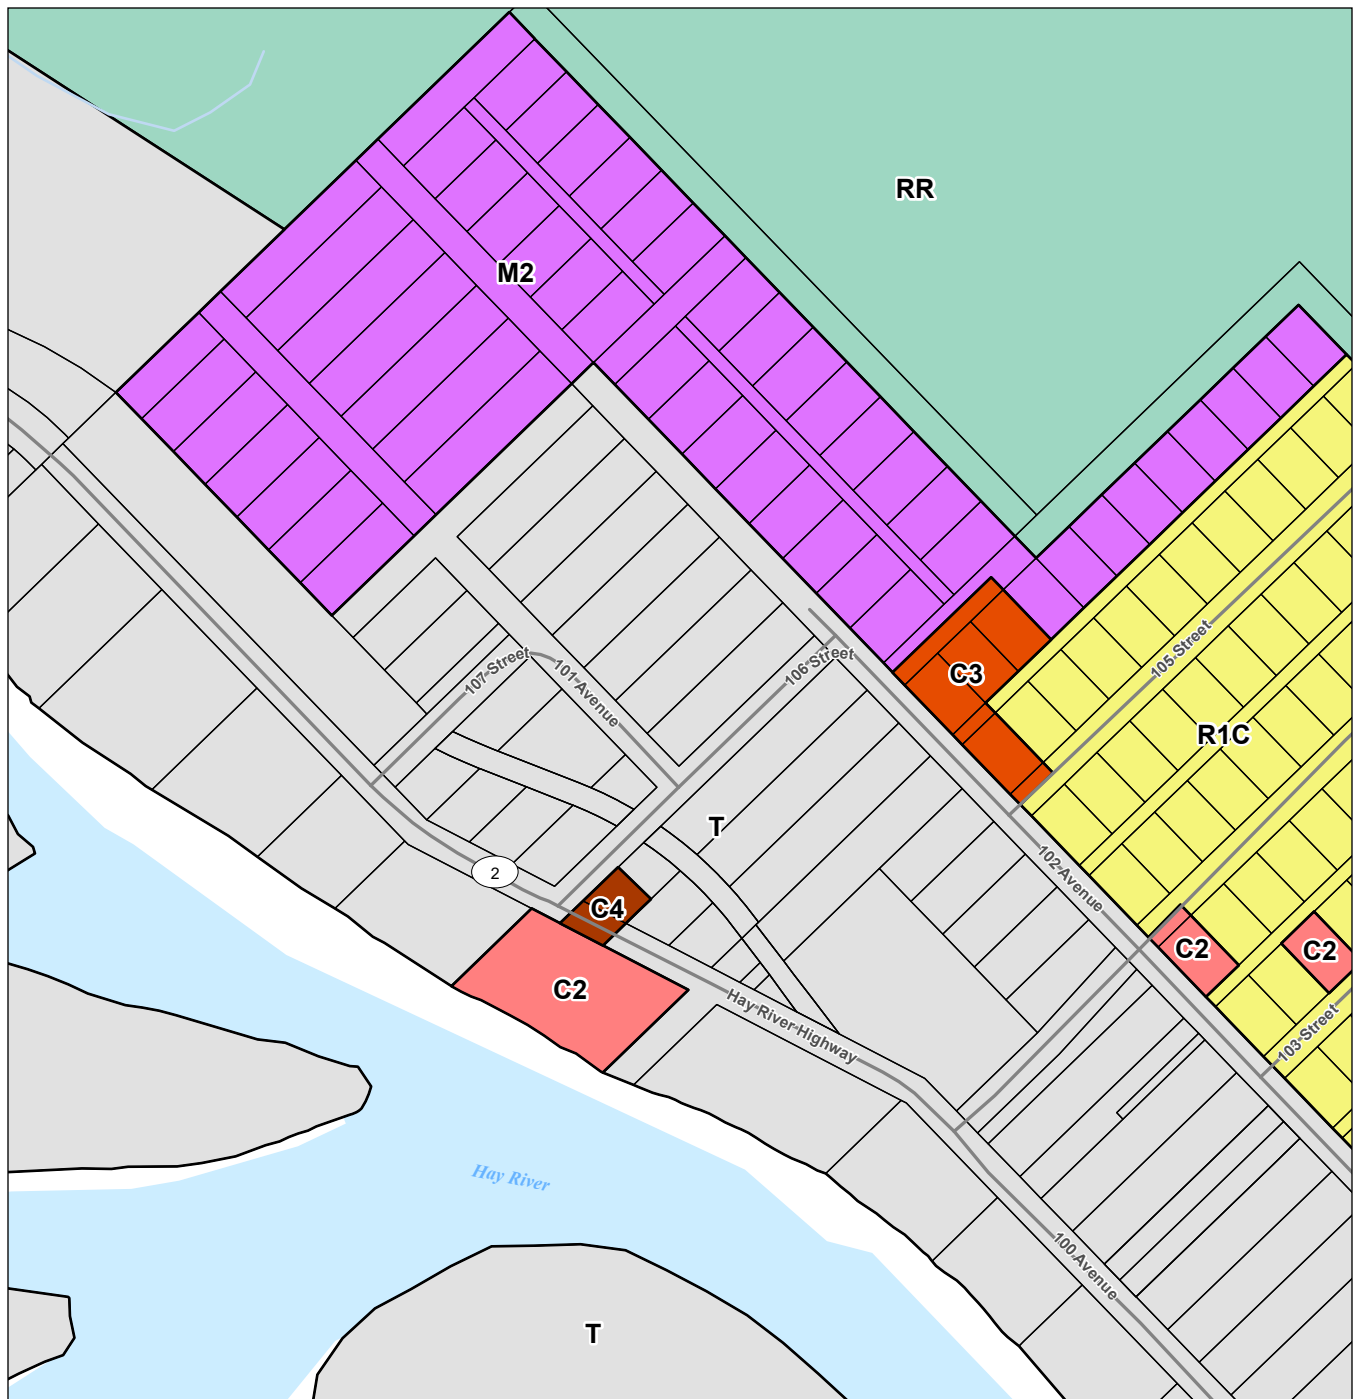 RR
M2
105 Street
107 Street
101 Avenue
106 Street
C3
R1C
T
2
102 Avenue
C4
C2
C2
C2
Hay River Highway
103 Street
Hay River
100 Avenue
T